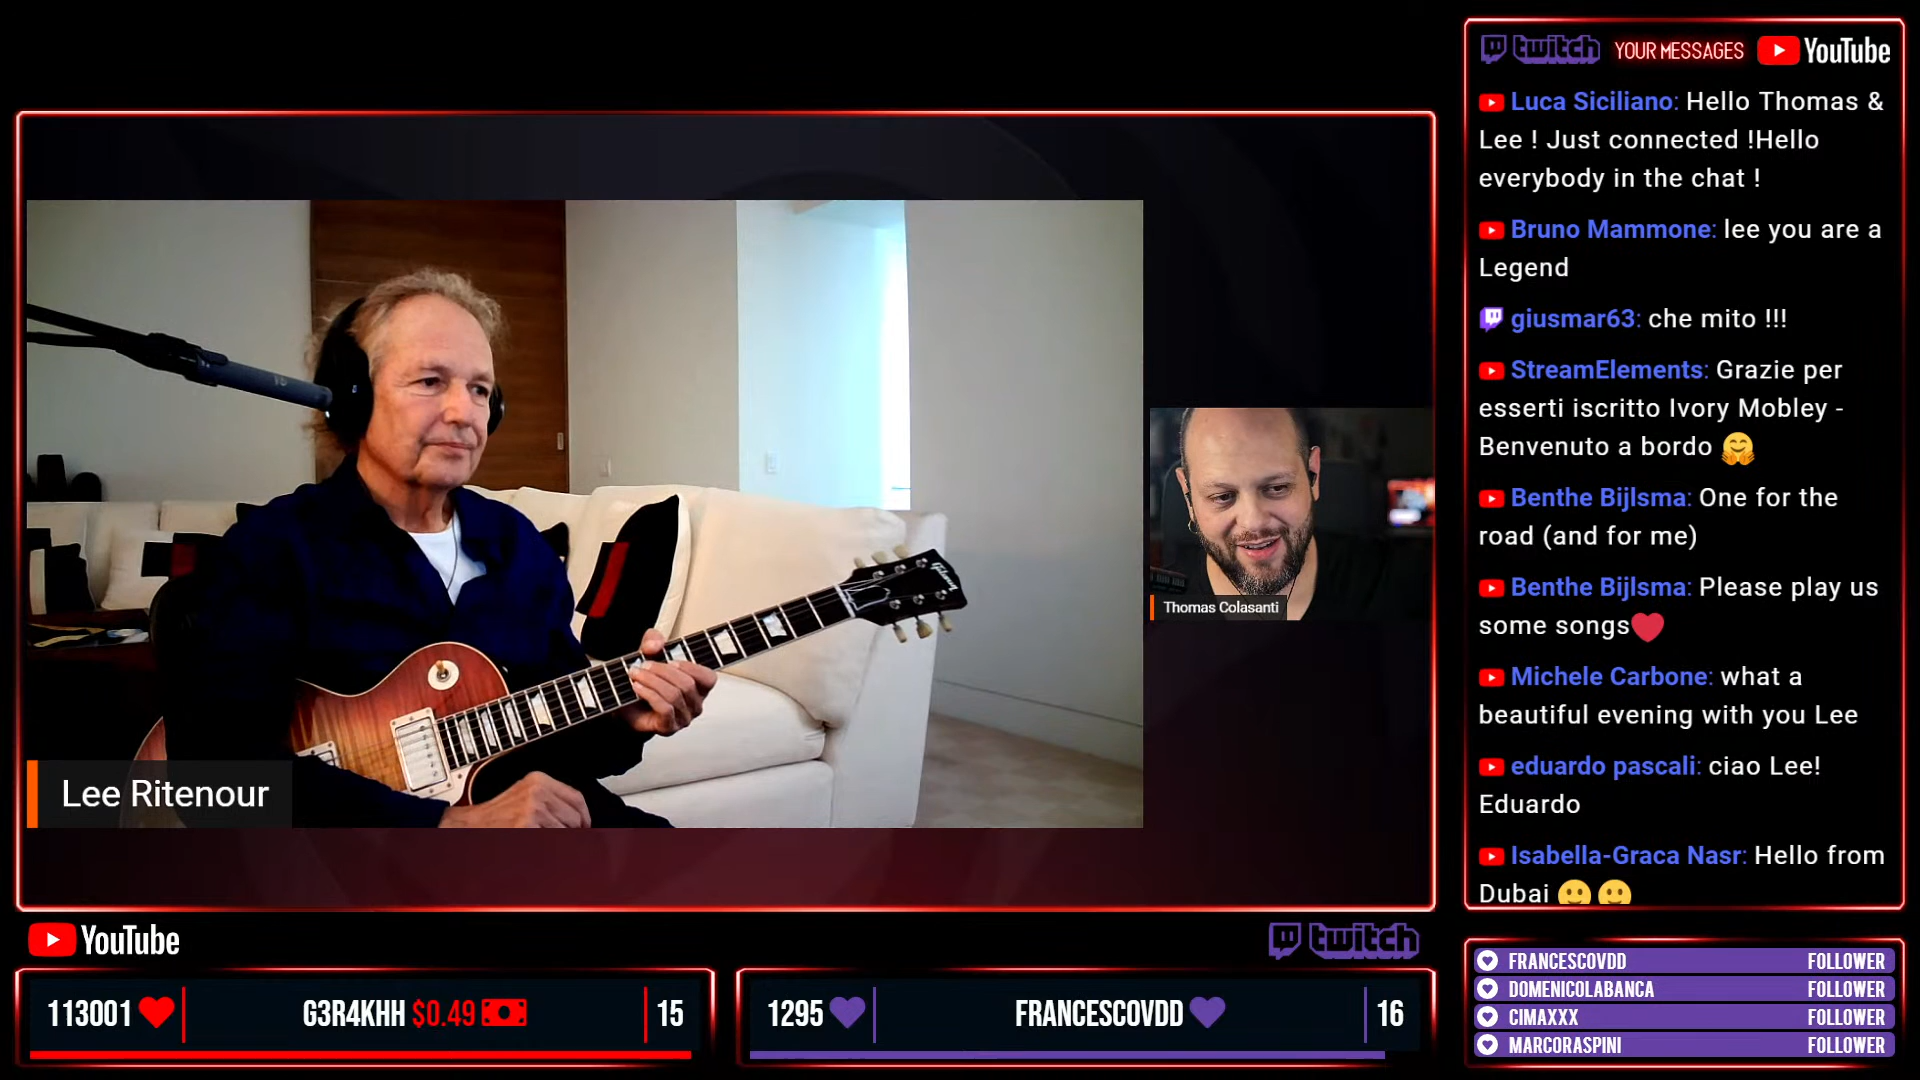 twitch YOUR MESSAGES YouTube
Luca Siciliano: Hello Thomas &
Lee ! Just connected !Hello
everybody in the chat !
Bruno Mammone: lee you are a
Legend
giusmar63: che mito !!!
StreamElements: Grazie per
esserti iscritto Ivory Mobley -
Benvenuto a bordo 🤗
Benthe Bijlsma: One for the
road (and for me)
Benthe Bijlsma: Please play us
some songs❤️
Michele Carbone: what a
beautiful evening with you Lee
eduardo pascali: ciao Lee!
Eduardo
Isabella-Graca Nasr: Hello from
Dubai 🙂 🙂
Gibson
Thomas Colasanti
Lee Ritenour
YouTube
twitch
113001 G3R4KHH $0.49 15
1295 FRANCESCOVDD 16
FRANCESCOVDD FOLLOWER
DOMENICOLABANCA FOLLOWER
CIMAXXX FOLLOWER
MARCORASPINI FOLLOWER